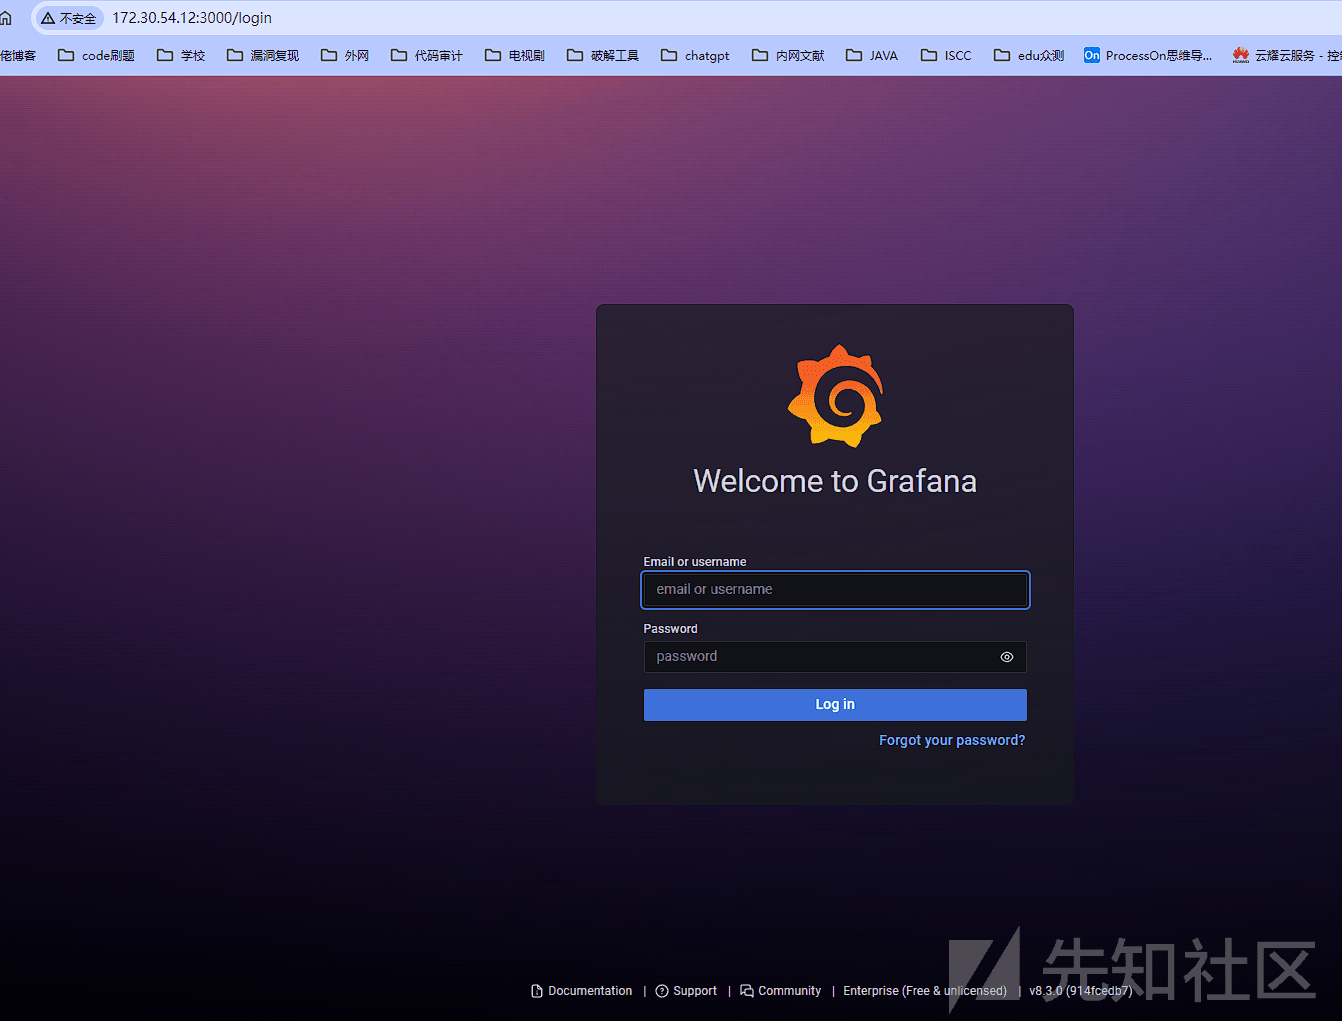 不安全 172.30.54.12:3000/login
佬博客 code刷题 学校 漏洞复现 外网 代码审计 电视剧 破解工具 chatgpt 内网文献 JAVA ISCC edu众测 On ProcessOn思维导... HUAWEI 云耀云服务 - 控
Welcome to Grafana
Email or username
email or username
Password
password
Log in
Forgot your password?
Documentation | Support | Community | Enterprise (Free & unlicensed) | v8.3.0 (914fcedb7)
先知社区